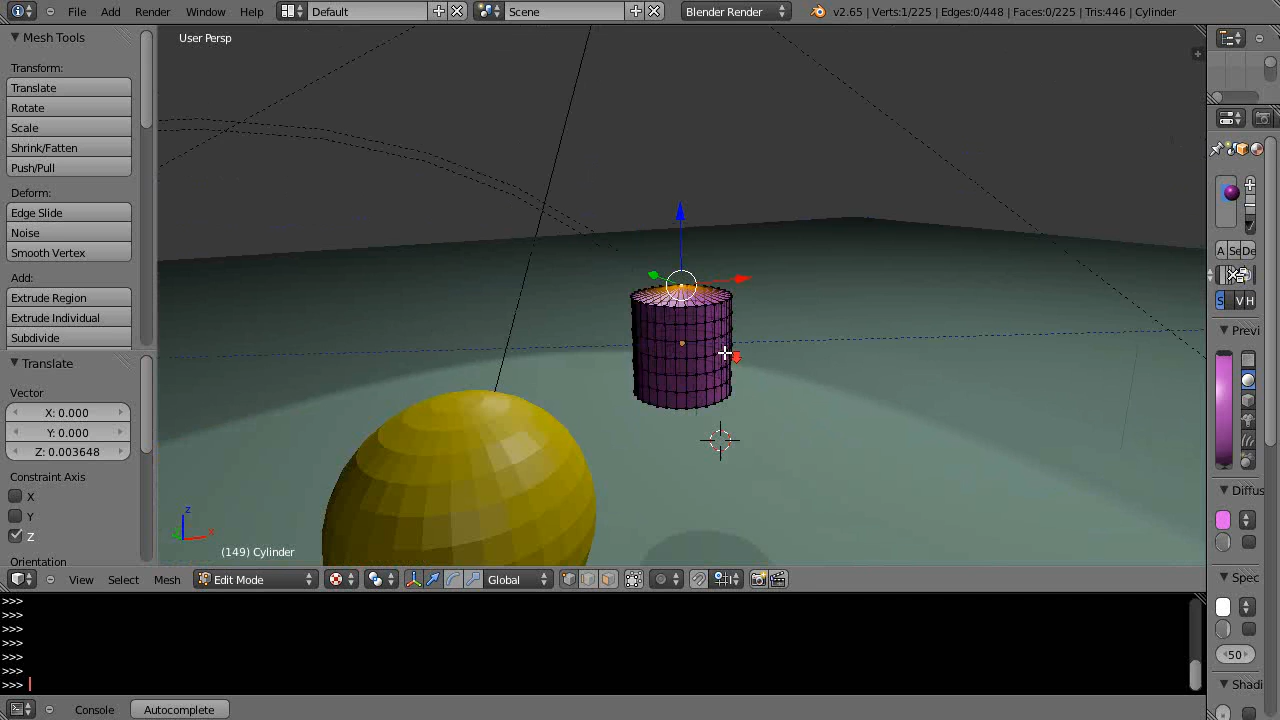 File Add Render Window Help Default Scene Blender Render v2.65 | Verts:1/225 | Edges:0/448 | Faces:0/225 | Tris:446 | Cylinder
Mesh Tools
User Persp
Transform:
Translate
Rotate
Scale
Shrink/Fatten
Push/Pull
Deform:
Edge Slide
Noise
Smooth Vertex
Add:
Extrude Region
Extrude Individual
Subdivide
Translate
Vector
X: 0.000
Y: 0.000
Z: 0.003648
Constraint Axis
X
Y
Z
Orientation
z
x
(149) Cylinder
A Se De
S V H
Previ
Diffus
Spec
50
Shadi
View Select Mesh Edit Mode Global
>>>
>>>
>>>
>>>
>>>
>>>
>>>
Console Autocomplete